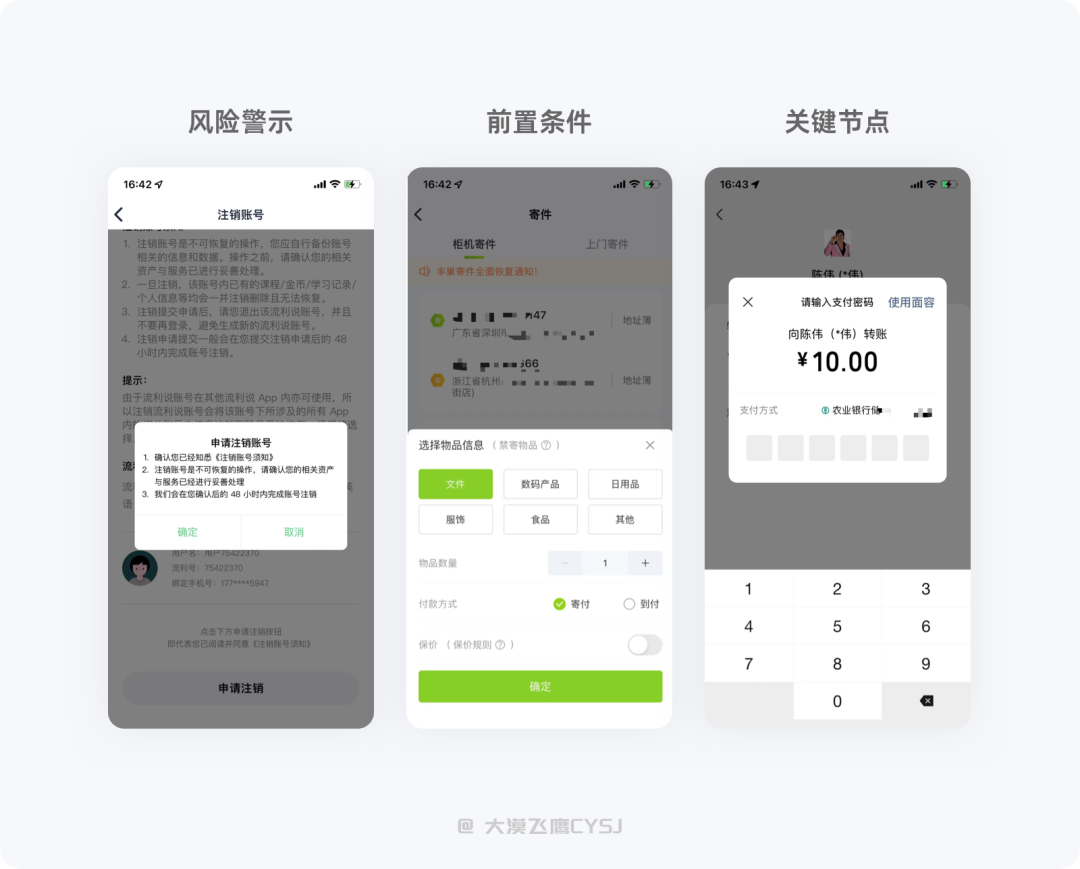 风险警示
前置条件
关键节点
16:42
注销账号
1. 注销账号是不可恢复的操作，您应自行备份账号
相关的信息和数据。操作之前，请确认您的相关
资产与服务已进行妥善处理。
2. 一旦注销，该账号内已有的课程/金币/学习记录/
个人信息等均会一并注销删除且无法恢复。
3. 注销提交申请后，请您退出该流利说账号，并且
不要再登录，避免生成新的流利说账号。
4. 注销申请提交一般会在您提交注销申请后的 48
小时内完成账号注销。
提示：
由于流利说账号在其他流利说 App 内亦可使用，所
以注销流利说账号会将该账号下所涉及的所有 App
申请注销账号
1. 确认您已经知悉《注销账号须知》
2. 注销账号是不可恢复的操作，请确认您的相关资产
与服务已经进行妥善处理
3. 我们会在您确认后的 48 小时内完成账号注销
确定
取消
用户名：用户75422370
流利号：75422370
绑定手机号：177****5947
点击下方申请注销按钮
即代表您已阅读并同意《注销账号须知》
申请注销
16:42
寄件
柜机寄件
上门寄件
丰巢寄件全面恢复通知！
47
地址簿
广东省深圳市
66
浙江省杭州
地址簿
街店）
选择物品信息 （禁寄物品 ? ）
文件
数码产品
日用品
服饰
食品
其他
物品数量
− 1 +
付款方式
寄付
到付
保价 （保价规则 ? ）
确定
16:43
陈伟（*伟）
请输入支付密码
使用面容
向陈伟（*伟）转账
¥10.00
支付方式
农业银行储
1 2 3
4 5 6
7 8 9
0
@ 大漠飞鹰CYSJ